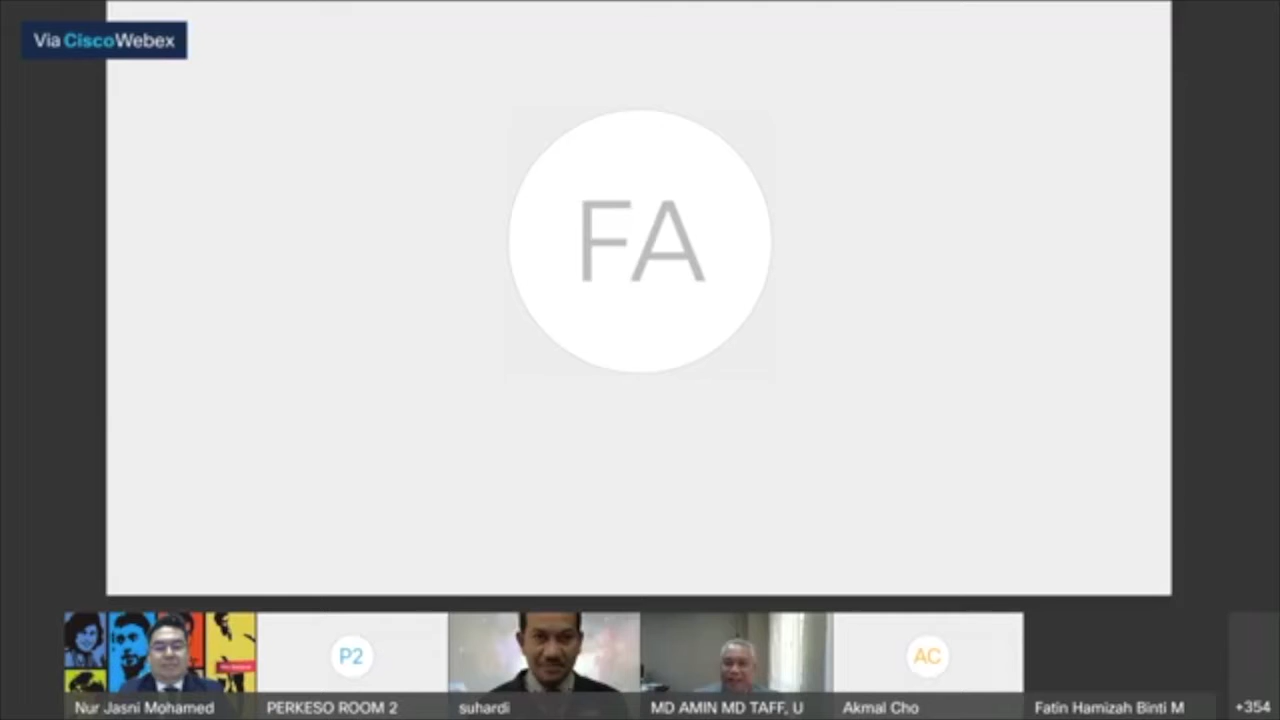 Via CiscoWebex
FA
P2
AC
Nur Jasni Mohamed
PERKESO ROOM 2
suhardi
MD AMIN MD TAFF, U
Akmal Cho
Fatin Hamizah Binti M
+354